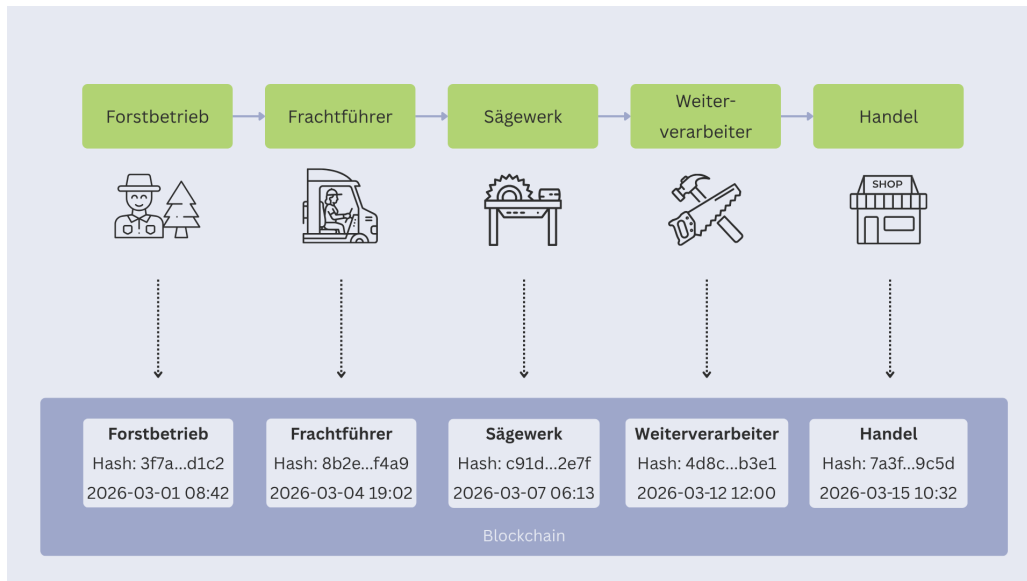 Forstbetrieb
Frachtführer
Sägewerk
Weiter-
verarbeiter
Handel
SHOP
Forstbetrieb
Hash: 3f7a...d1c2
2026-03-01 08:42
Frachtführer
Hash: 8b2e...f4a9
2026-03-04 19:02
Sägewerk
Hash: c91d...2e7f
2026-03-07 06:13
Weiterverarbeiter
Hash: 4d8c...b3e1
2026-03-12 12:00
Handel
Hash: 7a3f...9c5d
2026-03-15 10:32
Blockchain